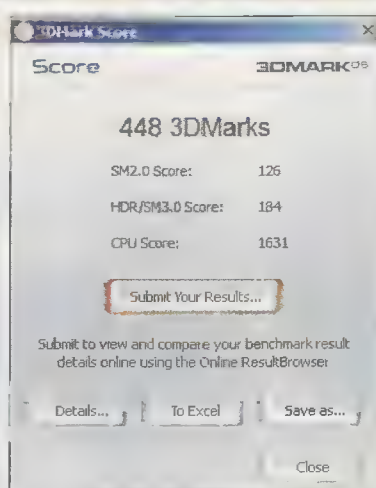 3DMark Score
Score
3DMARK06
448 3DMarks
SM2.0 Score: 126
HDR/SM3.0 Score: 184
CPU Score: 1631
Submit Your Results...
Submit to view and compare your benchmark result
details online using the Online ResultBrowser
Details... To Excel Save as...
Close